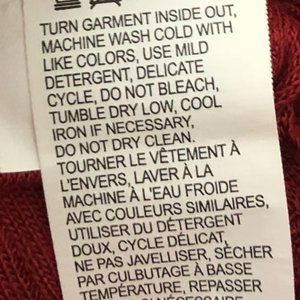 TURN GARMENT INSIDE OUT,
MACHINE WASH COLD WITH
LIKE COLORS, USE MILD
DETERGENT, DELICATE
CYCLE, DO NOT BLEACH,
TUMBLE DRY LOW, COOL
IRON IF NECESSARY,
DO NOT DRY CLEAN.
TOURNER LE VÊTEMENT À
L'ENVERS, LAVER À LA
MACHINE À L'EAU FROIDE
AVEC COULEURS SIMILAIRES,
UTILISER DU DÉTERGENT
DOUX, CYCLE DÉLICAT,
NE PAS JAVELLISER, SÉCHER
PAR CULBUTAGE À BASSE
TEMPÉRATURE, REPASSER
NÉCESSAIRE